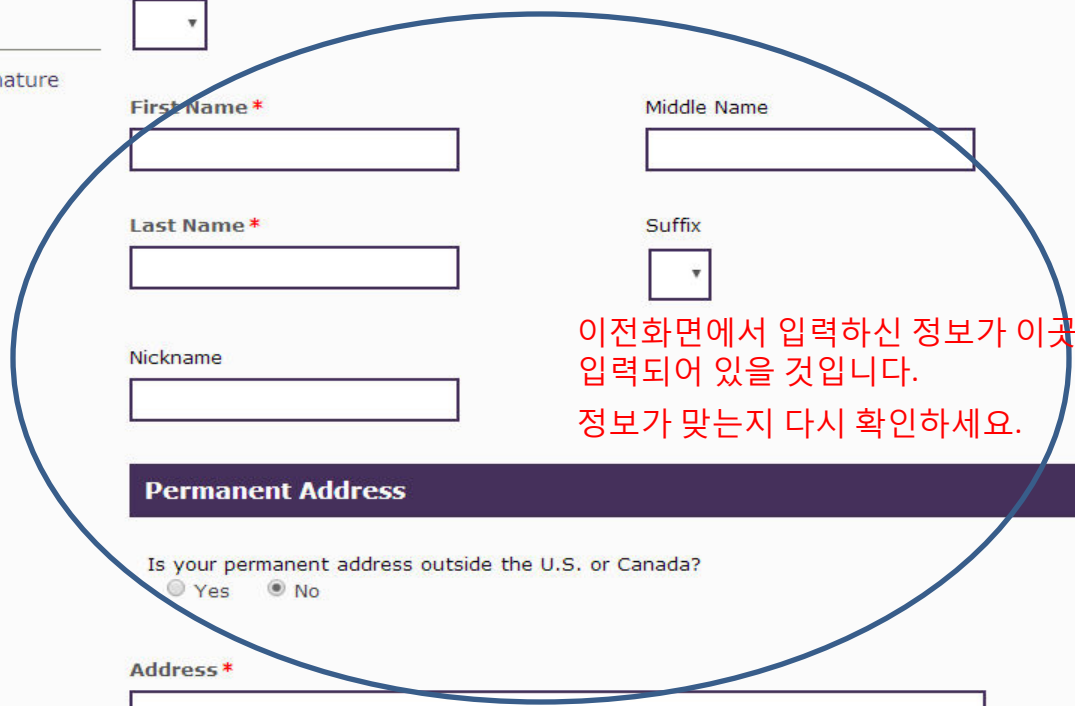 nature
First Name *
Middle Name
Last Name *
Suffix
이전화면에서 입력하신 정보가 이곳
입력되어 있을 것입니다.
정보가 맞는지 다시 확인하세요.
Nickname
Permanent Address
Is your permanent address outside the U.S. or Canada?
Yes No
Address *